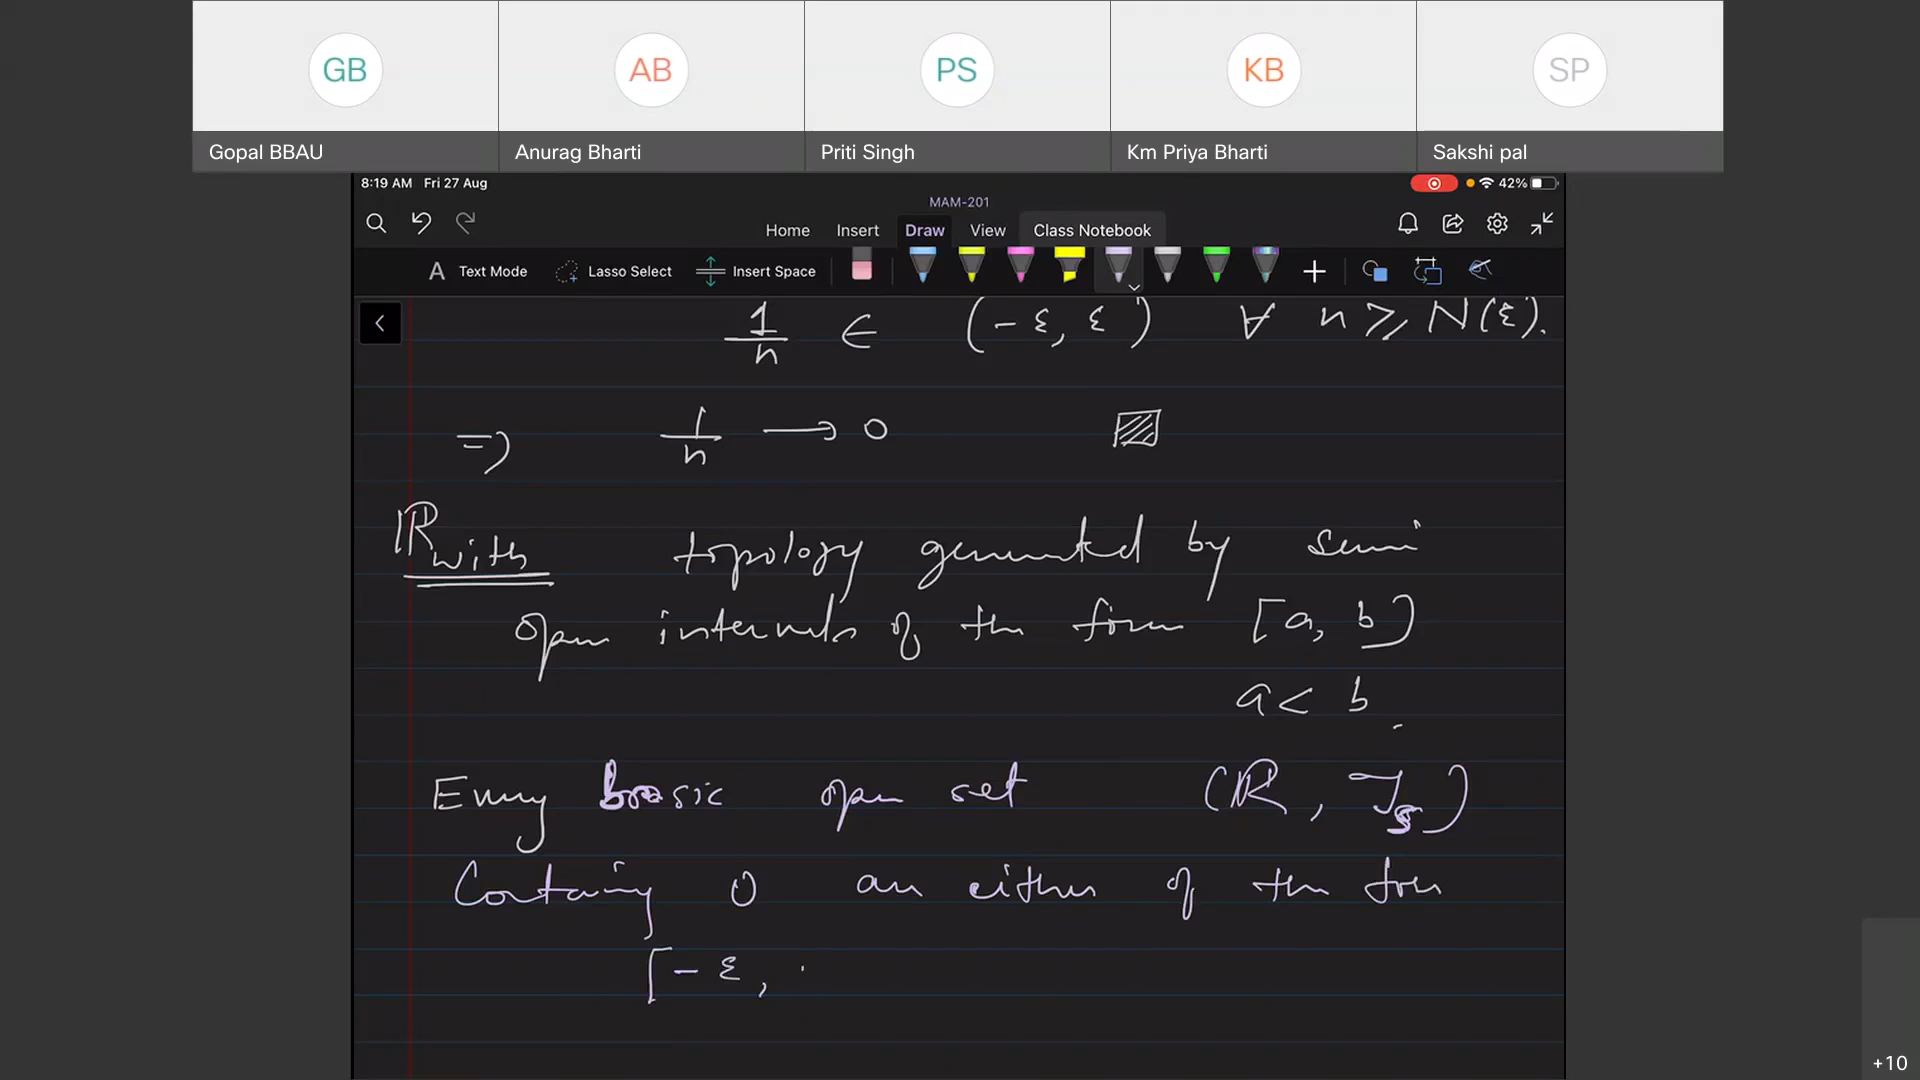 GB AB PS KB SP
Gopal BBAU Anurag Bharti Priti Singh Km Priya Bharti Sakshi pal
8:19 AM Fri 27 Aug 42%
MAM-201
Home Insert Draw View Class Notebook
A Text Mode Lasso Select Insert Space
1/n ∈ (-ε, ε) ∀ n ≥ N(ε).
⇒ 1/n → 0
ℝ with topology generated by semi
open intervals of the form [a, b)
a < b.
Every basic open set (ℝ, 𝒯s)
Containing 0 are either of the form
[-ε,
+10